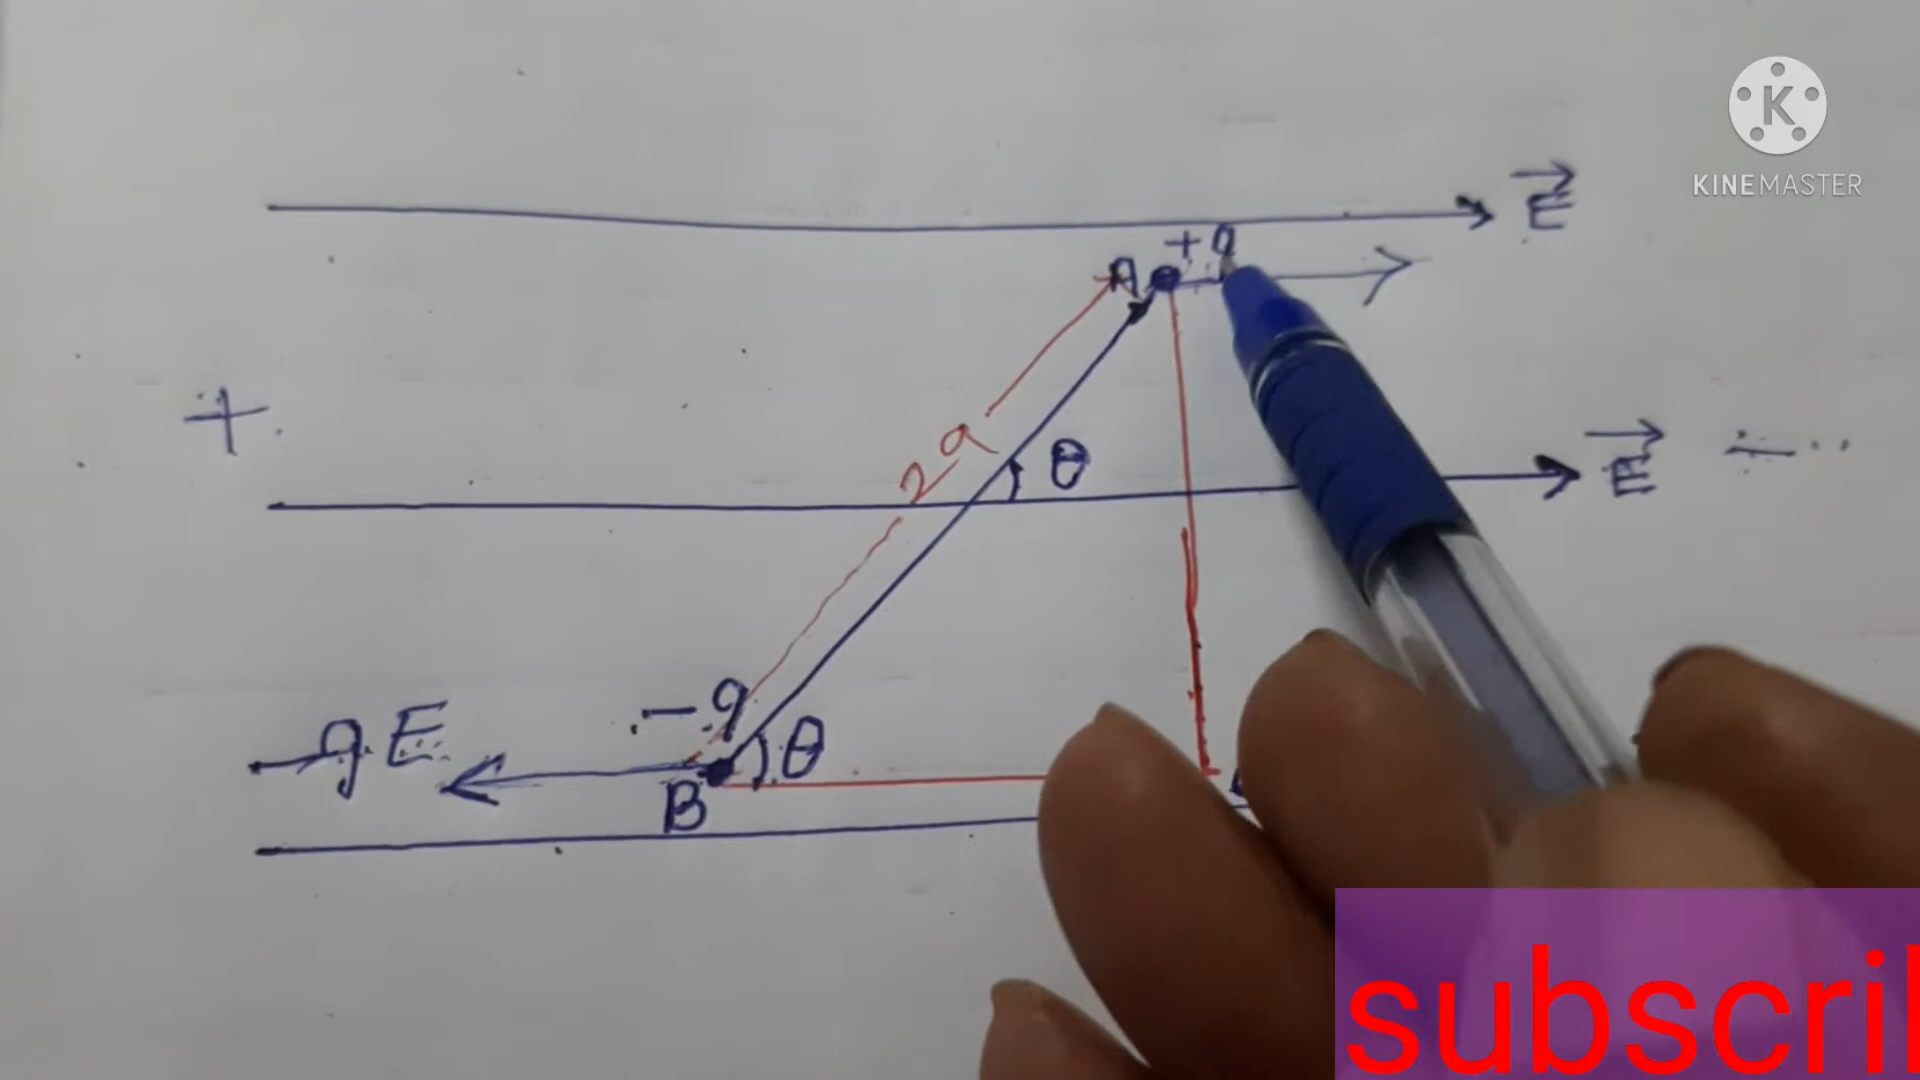 KINEMASTER
E
+q
A
2a
θ
+
E
-
-qE
-q
θ
B
subscri